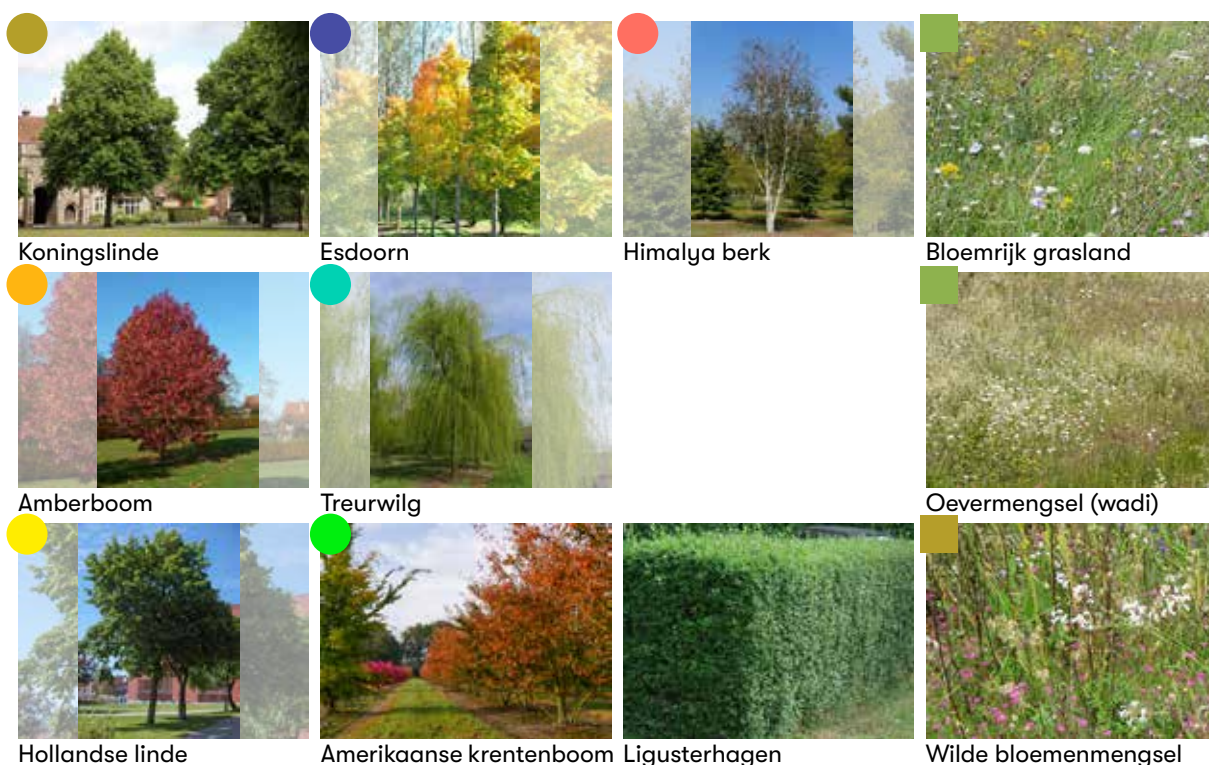 Koningslinde
Esdoorn
Himalya berk
Bloemrijk grasland
Amberboom
Treurwilg
Oevermengsel (wadi)
Hollandse linde
Amerikaanse krentenboom
Ligusterhagen
Wilde bloemenmengsel